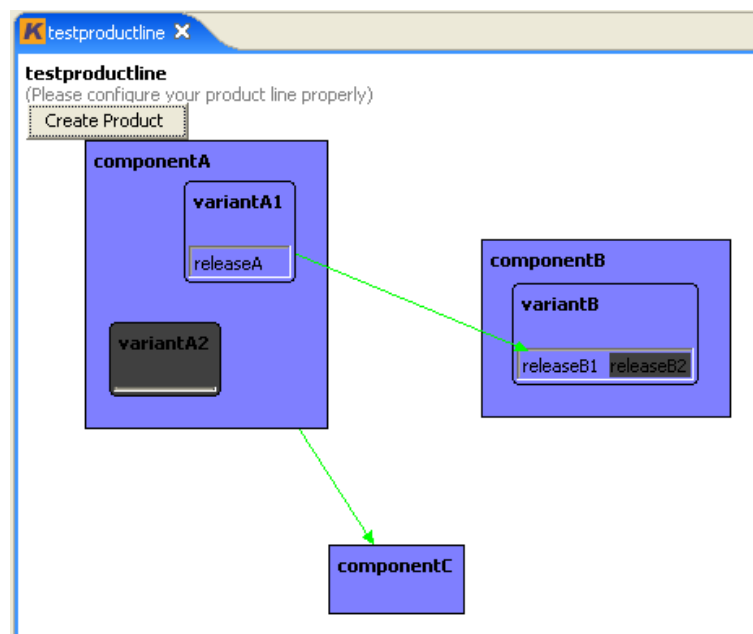 K testproductline
testproductline
(Please configure your product line properly)
Create Product
componentA
variantA1
releaseA
variantA2
componentB
variantB
releaseB1 releaseB2
componentC